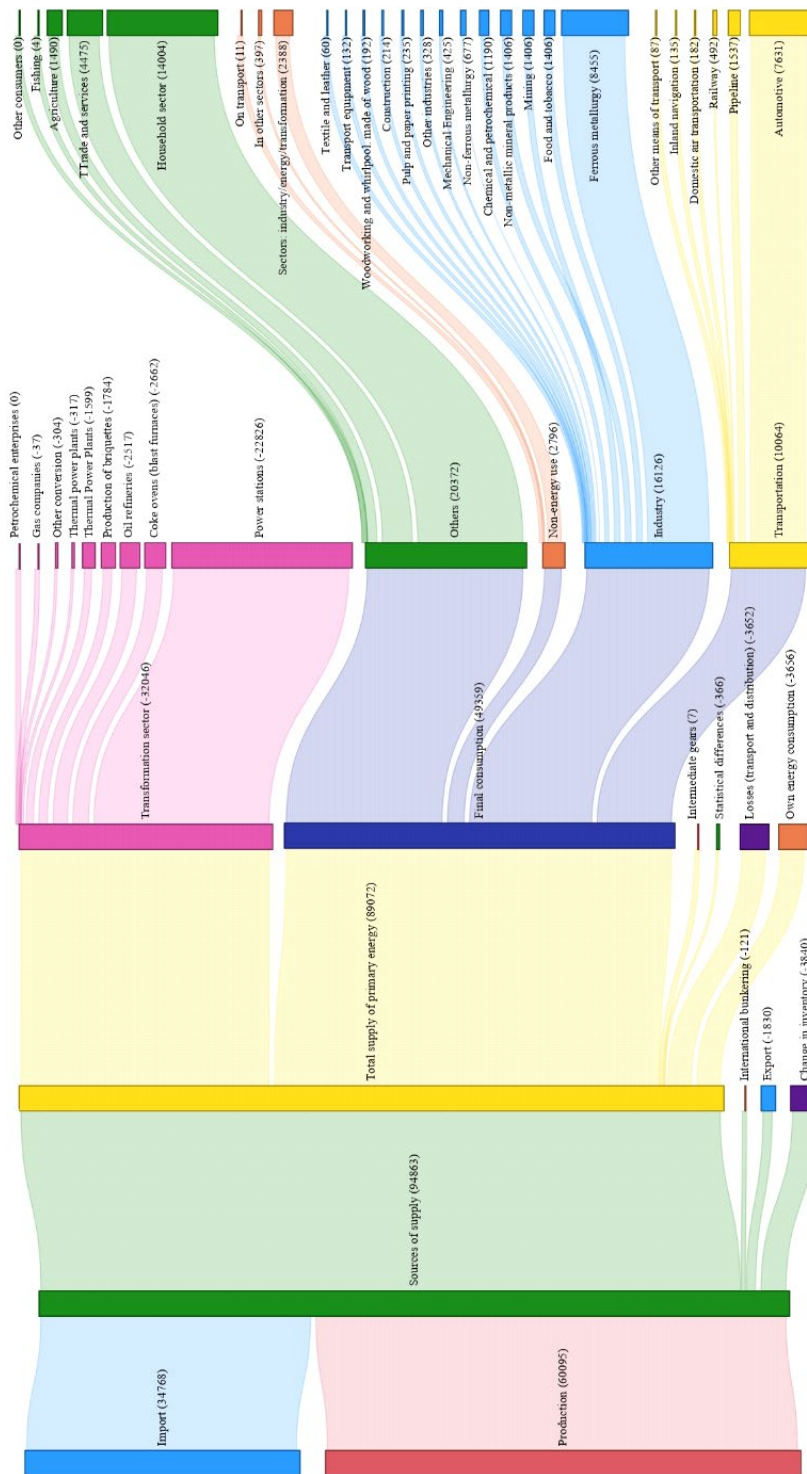 Import (34768)
Production (60095)
Sources of supply (94863)
Total supply of primary energy (89072)
International bunkering (-121)
Export (-1830)
Change in inventory (-3840)
Transformation sector (-32046)
Final consumption (49359)
Intermediate gears (7)
Statistical differences (-366)
Losses (transport and distribution) (-3652)
Own energy consumption (-3656)
Petrochemical enterprises (0)
Gas companies (-37)
Other conversion (-304)
Thermal power plants (-317)
Thermal Power Plants (-1599)
Production of briquettes (-1784)
Oil refineries (-2517)
Coke ovens (blast furnaces) (-2662)
Power stations (-22826)
Others (20372)
Non-energy use (2796)
Industry (16126)
Transportation (10064)
Other consumers (0)
Fishing (4)
Agriculture (1490)
TTrade and services (4475)
Household sector (14004)
On transport (11)
In other sectors (397)
Sectors: industry/energy/transformation (2388)
Textile and leather (60)
Transport equipment (132)
Woodworking and whirlpool. made of wood (192)
Construction (214)
Pulp and paper printing (235)
Other industries (328)
Mechanical Engineering (425)
Non-ferrous metallurgy (677)
Chemical and petrochemical (1190)
Non-metallic mineral products (1406)
Mining (1406)
Food and tobacco (1406)
Ferrous metallurgy (8455)
Other means of transport (87)
Inland navigation (135)
Domestic air transportation (182)
Railway (492)
Pipeline (1537)
Automotive (7631)